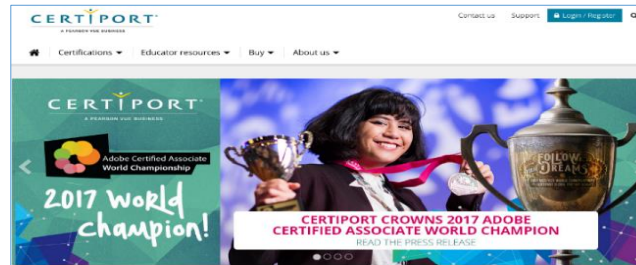 CERTIPORT
A PEARSON VUE BUSINESS
Contact us Support Login / Register
Certifications Educator resources Buy About us
CERTIPORT
A PEARSON VUE BUSINESS
Adobe Certified Associate
World Championship
2017 World
champion!
FOLLOW
DREAMS
CERTIPORT CROWNS 2017 ADOBE
CERTIFIED ASSOCIATE WORLD CHAMPION
READ THE PRESS RELEASE